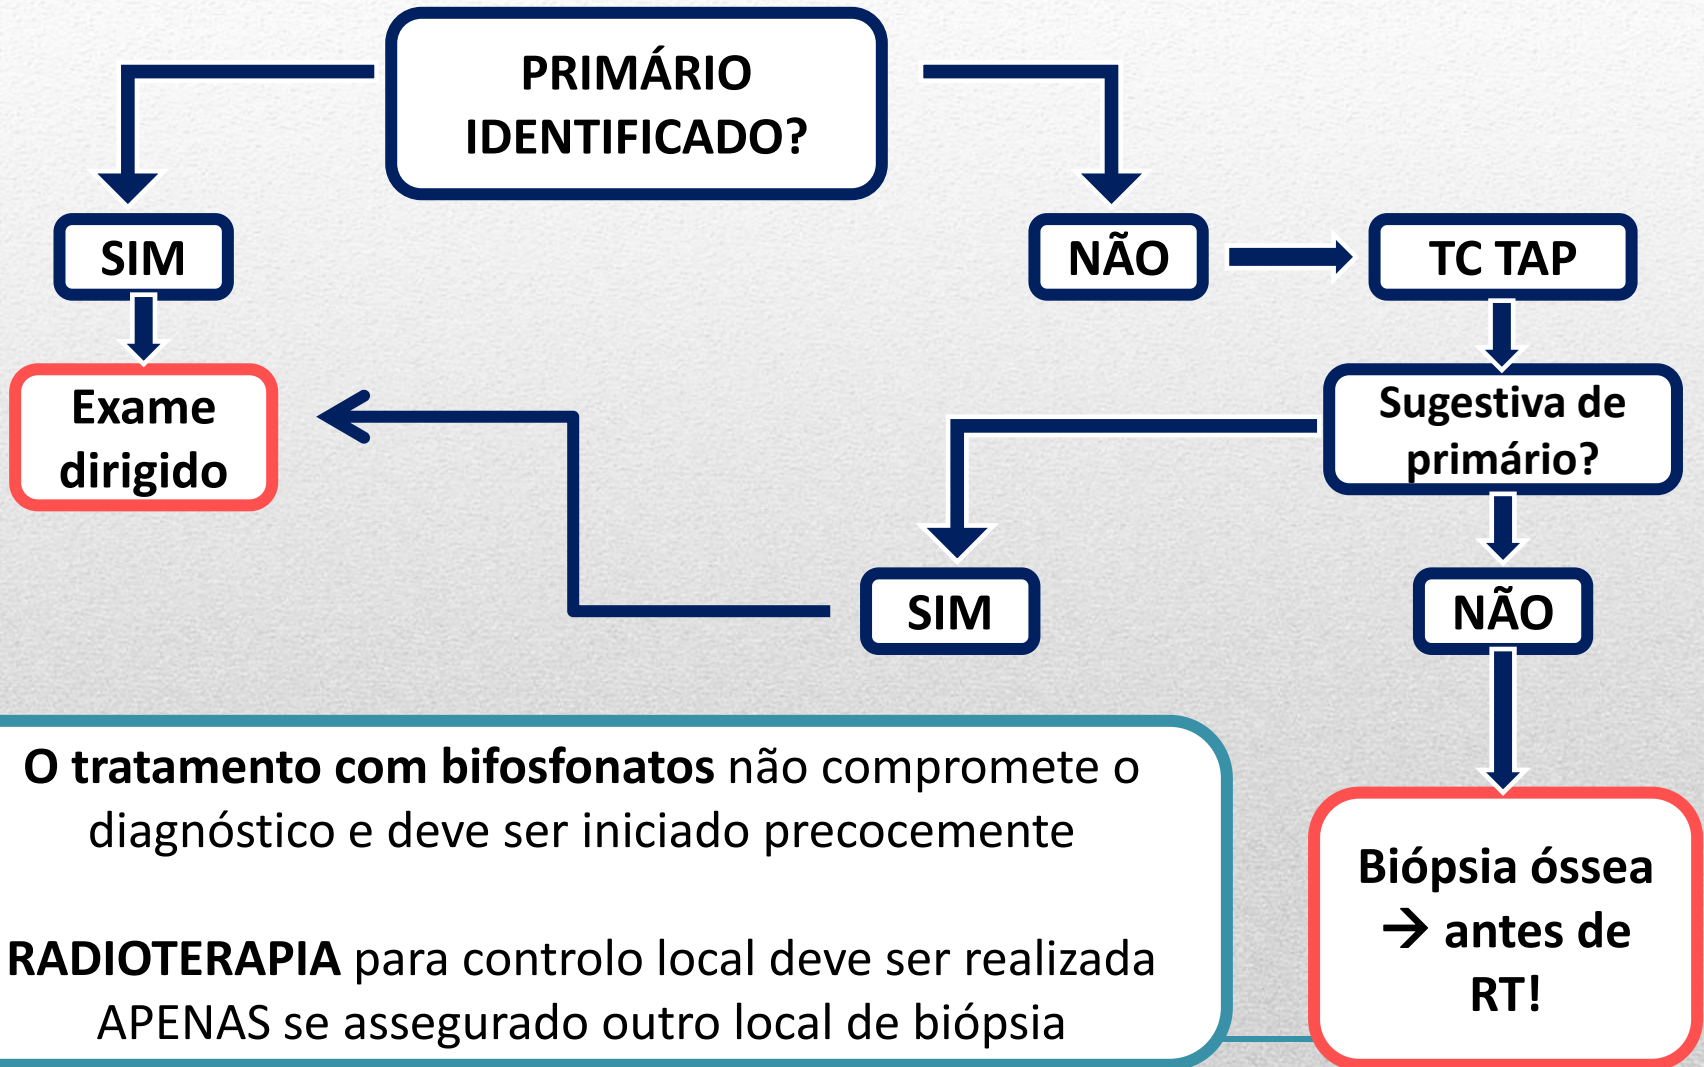 PRIMÁRIO
IDENTIFICADO?
SIM
NÃO
TC TAP
Exame
dirigido
Sugestiva de
primário?
SIM
NÃO
O tratamento com bifosfonatos não compromete o
diagnóstico e deve ser iniciado precocemente
RADIOTERAPIA para controlo local deve ser realizada
APENAS se assegurado outro local de biópsia
Biópsia óssea
→ antes de
RT!